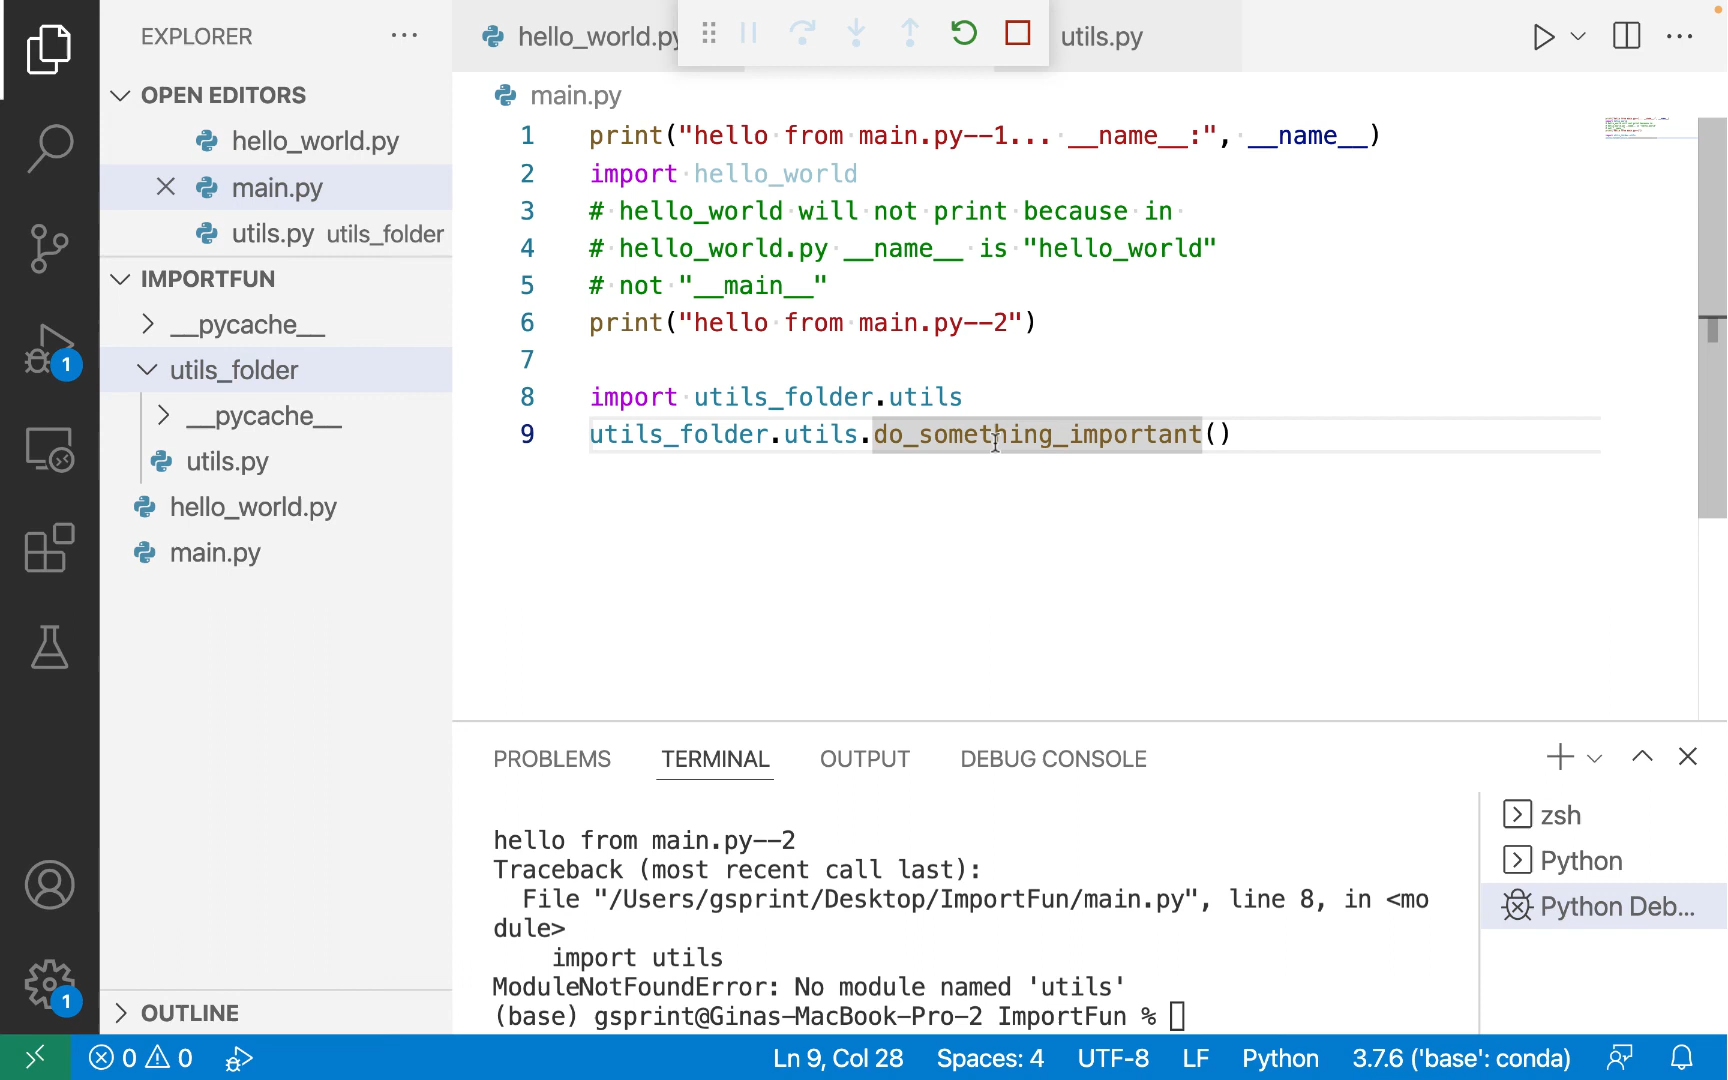 EXPLORER
OPEN EDITORS
hello_world.py
main.py
utils.py utils_folder
IMPORTFUN
__pycache__
utils_folder
__pycache__
utils.py
hello_world.py
main.py
OUTLINE
1
1
hello_world.py
utils.py
main.py
1 print("hello from main.py--1... __name__:", __name__)
2 import hello_world
3 # hello_world will not print because in
4 # hello_world.py __name__ is "hello_world"
5 # not "__main__"
6 print("hello from main.py--2")
7
8 import utils_folder.utils
9 utils_folder.utils.do_something_important()
PROBLEMS TERMINAL OUTPUT DEBUG CONSOLE
hello from main.py--2
Traceback (most recent call last):
File "/Users/gsprint/Desktop/ImportFun/main.py", line 8, in <mo
dule>
import utils
ModuleNotFoundError: No module named 'utils'
(base) gsprint@Ginas-MacBook-Pro-2 ImportFun %
zsh
Python
Python Deb...
0 0 Ln 9, Col 28 Spaces: 4 UTF-8 LF Python 3.7.6 ('base': conda)